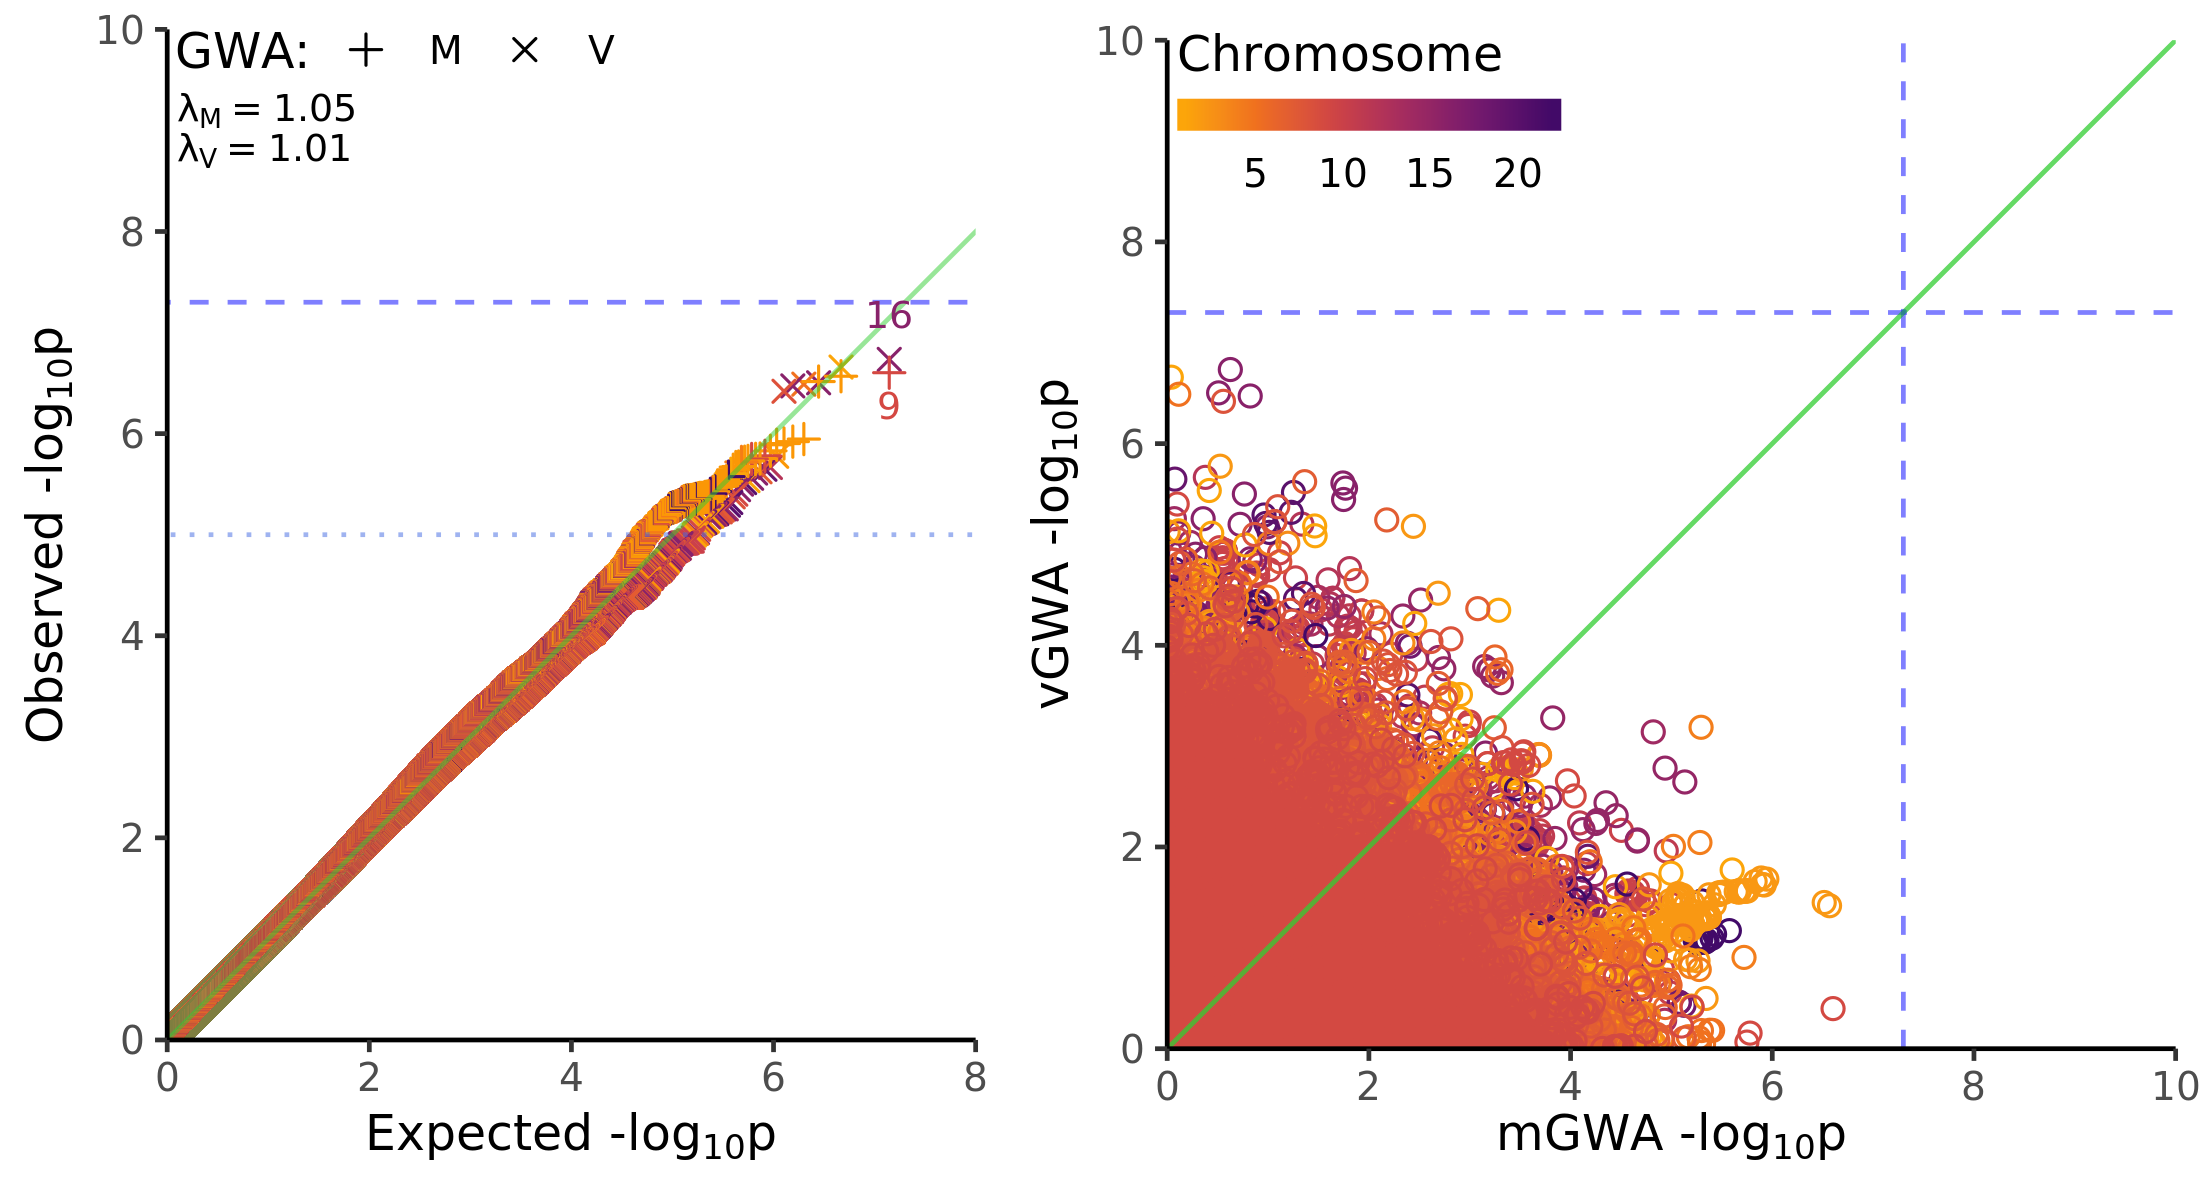 GWA: + M × V
λM = 1.05
λV = 1.01
10
8
6
4
2
0
16
9
0 2 4 6 8
Expected -log10p
Observed -log10p
Chromosome
5 10 15 20
10
8
6
4
2
0
0 2 4 6 8 10
mGWA -log10p
vGWA -log10p